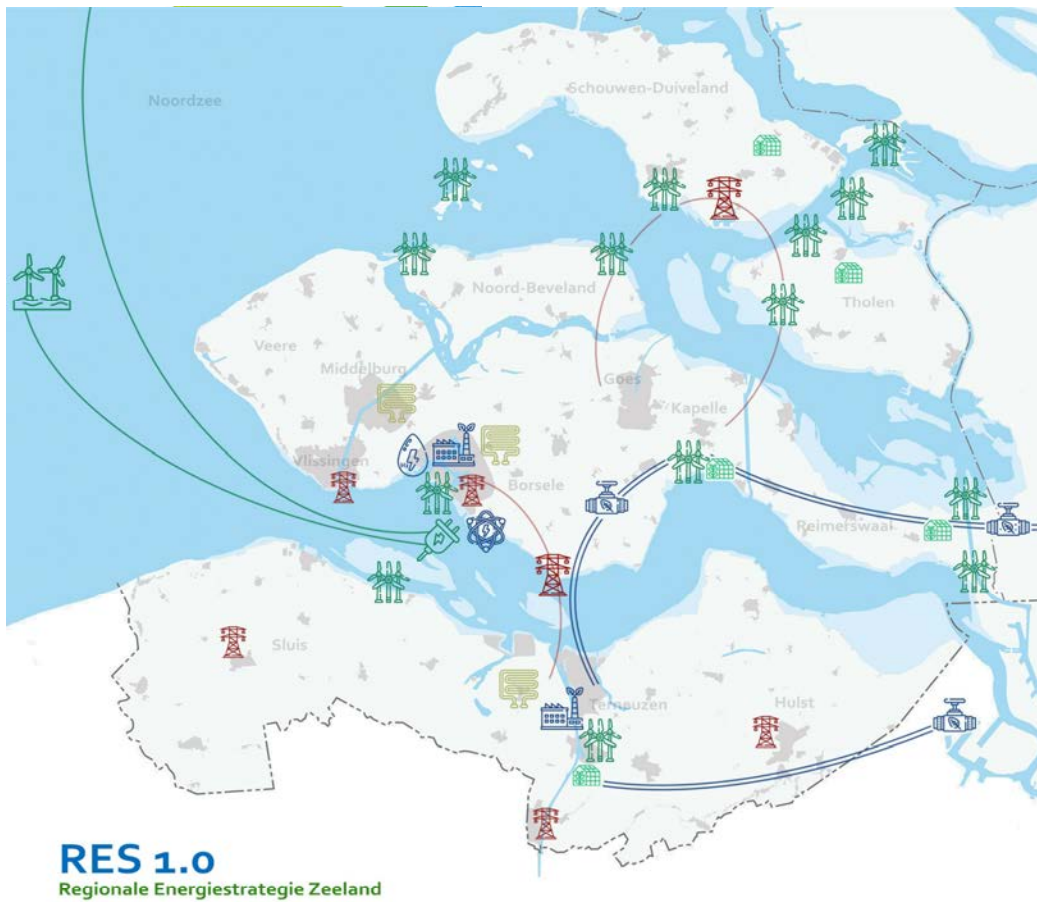 Noordzee
Schouwen-Duiveland
Noord-Beveland
Tholen
Veere
Middelburg
Goes
Kapelle
Vlissingen
Borsele
Reimerswaal
Sluis
Terneuzen
Hulst
RES 1.0
Regionale Energiestrategie Zeeland